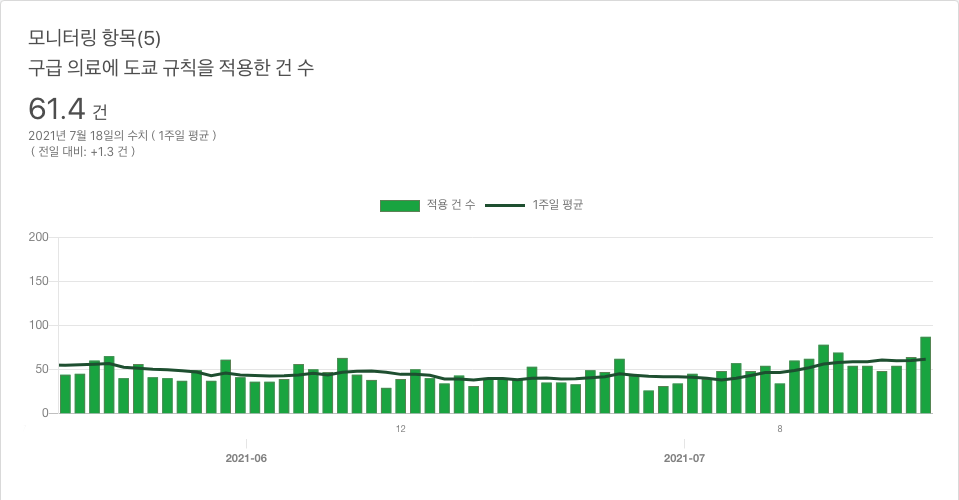 모니터링 항목(5)
구급 의료에 도쿄 규칙을 적용한 건 수
61.4 건
2021년 7월 18일의 수치 ( 1주일 평균 )
( 전일 대비: +1.3 건 )
적용 건 수 1주일 평균
200
150
100
50
0
12 8
2021-06 2021-07